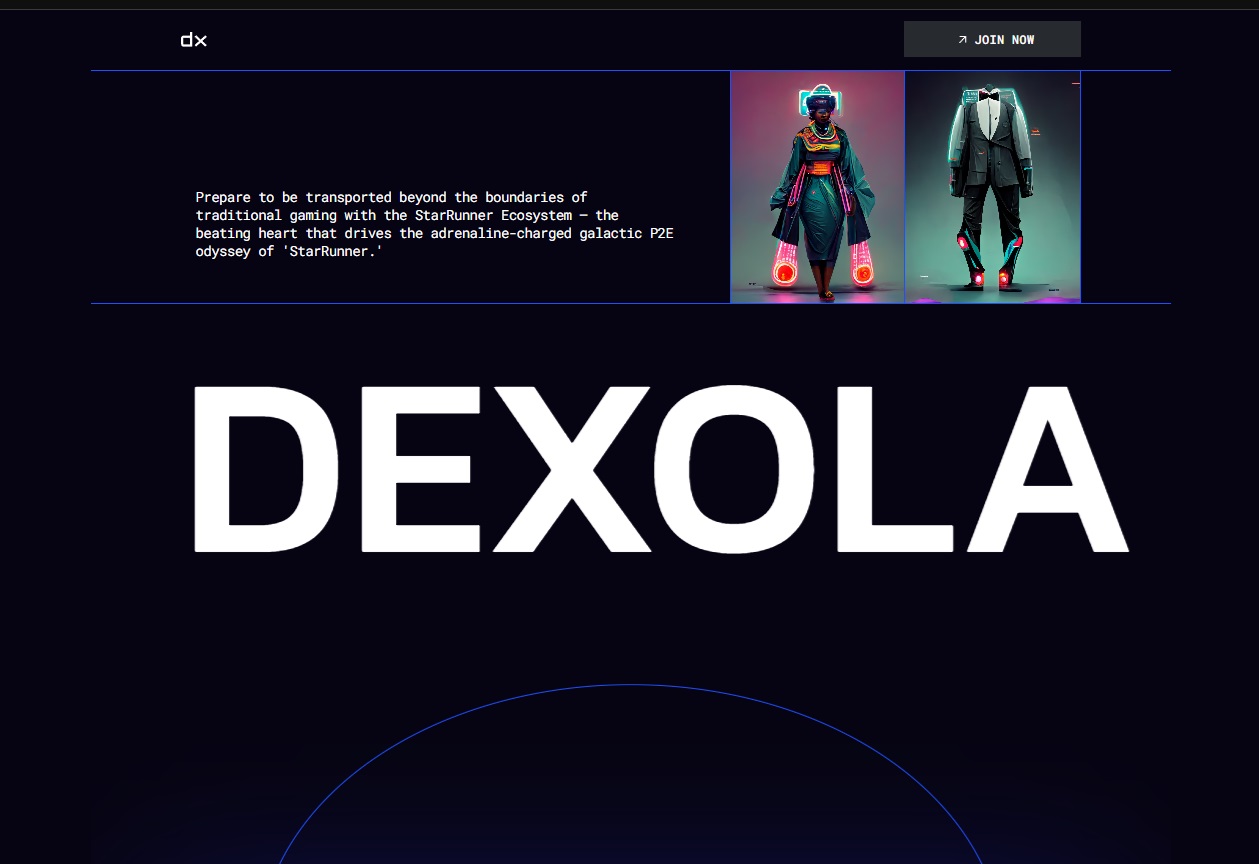 dx
JOIN NOW
Prepare to be transported beyond the boundaries of
traditional gaming with the StarRunner Ecosystem — the
beating heart that drives the adrenaline-charged galactic P2E
odyssey of 'StarRunner.'
DEXOLA